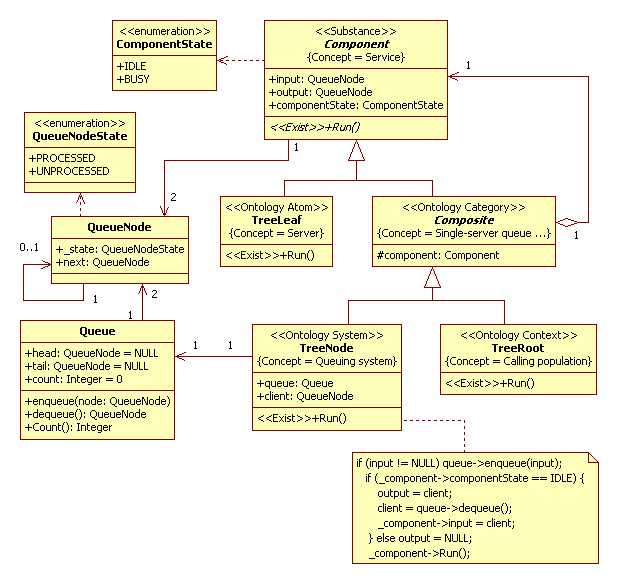 <<enumeration>>
ComponentState
+IDLE
+BUSY
<<Substance>>
Component
{Concept = Service}
+input: QueueNode
+output: QueueNode
+componentState: ComponentState
<<Exist>>+Run()
1
1
1
2
<<enumeration>>
QueueNodeState
+PROCESSED
+UNPROCESSED
<<Ontology Atom>>
TreeLeaf
{Concept = Server}
<<Exist>>+Run()
<<Ontology Category>>
Composite
{Concept = Single-server queue ...}
#component: Component
QueueNode
+_state: QueueNodeState
+next: QueueNode
0..1
1
2
1
Queue
+head: QueueNode = NULL
+tail: QueueNode = NULL
+count: Integer = 0
+enqueue(node: QueueNode)
+dequeue(): QueueNode
+Count(): Integer
1
1
<<Ontology System>>
TreeNode
{Concept = Queuing system}
+queue: Queue
+client: QueueNode
<<Exist>>+Run()
<<Ontology Context>>
TreeRoot
{Concept = Calling population}
<<Exist>>+Run()
if (input != NULL) queue->enqueue(input);
if (_component->componentState == IDLE) {
output = client;
client = queue->dequeue();
_component->input = client;
} else output = NULL;
_component->Run();